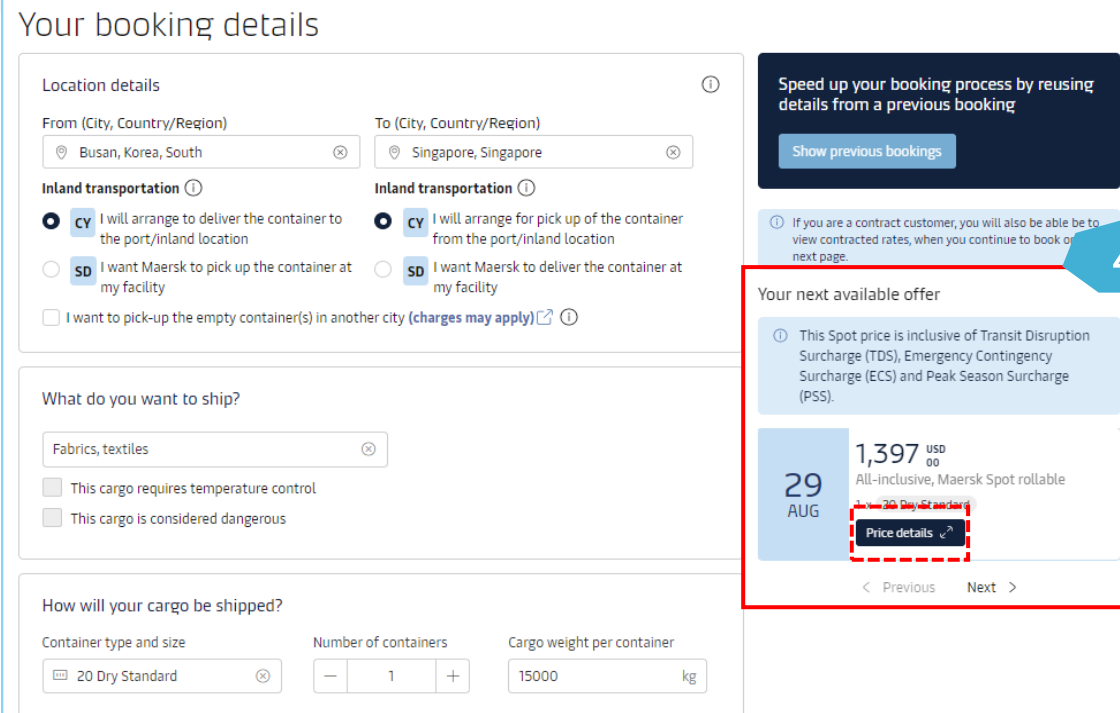 Your booking details
Location details
From (City, Country/Region)
To (City, Country/Region)
Busan, Korea, South
Singapore, Singapore
Inland transportation
Inland transportation
CY I will arrange to deliver the container to
the port/inland location
CY I will arrange for pick up of the container
from the port/inland location
SD I want Maersk to pick up the container at
my facility
SD I want Maersk to deliver the container at
my facility
I want to pick-up the empty container(s) in another city (charges may apply)
What do you want to ship?
Fabrics, textiles
This cargo requires temperature control
This cargo is considered dangerous
How will your cargo be shipped?
Container type and size
Number of containers
Cargo weight per container
20 Dry Standard
1
15000 kg
Speed up your booking process by reusing
details from a previous booking
Show previous bookings
If you are a contract customer, you will also be able be to
view contracted rates, when you continue to book
next page.
Your next available offer
This Spot price is inclusive of Transit Disruption
Surcharge (TDS), Emergency Contingency
Surcharge (ECS) and Peak Season Surcharge
(PSS).
29
AUG
1,397 USD
00
All-inclusive, Maersk Spot rollable
1 x 20 Dry Standard
Price details
Previous Next